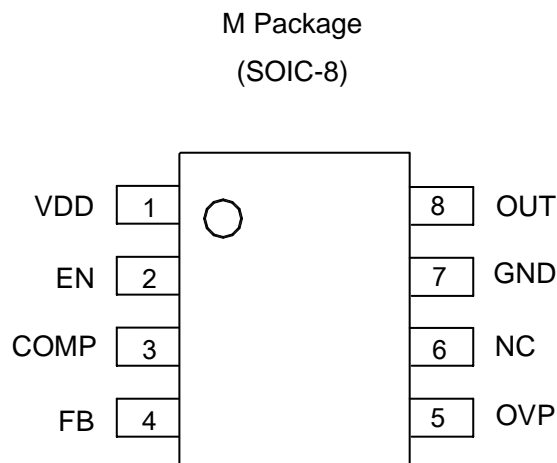 M Package
(SOIC-8)
VDD 1 8 OUT
EN 2 7 GND
COMP 3 6 NC
FB 4 5 OVP